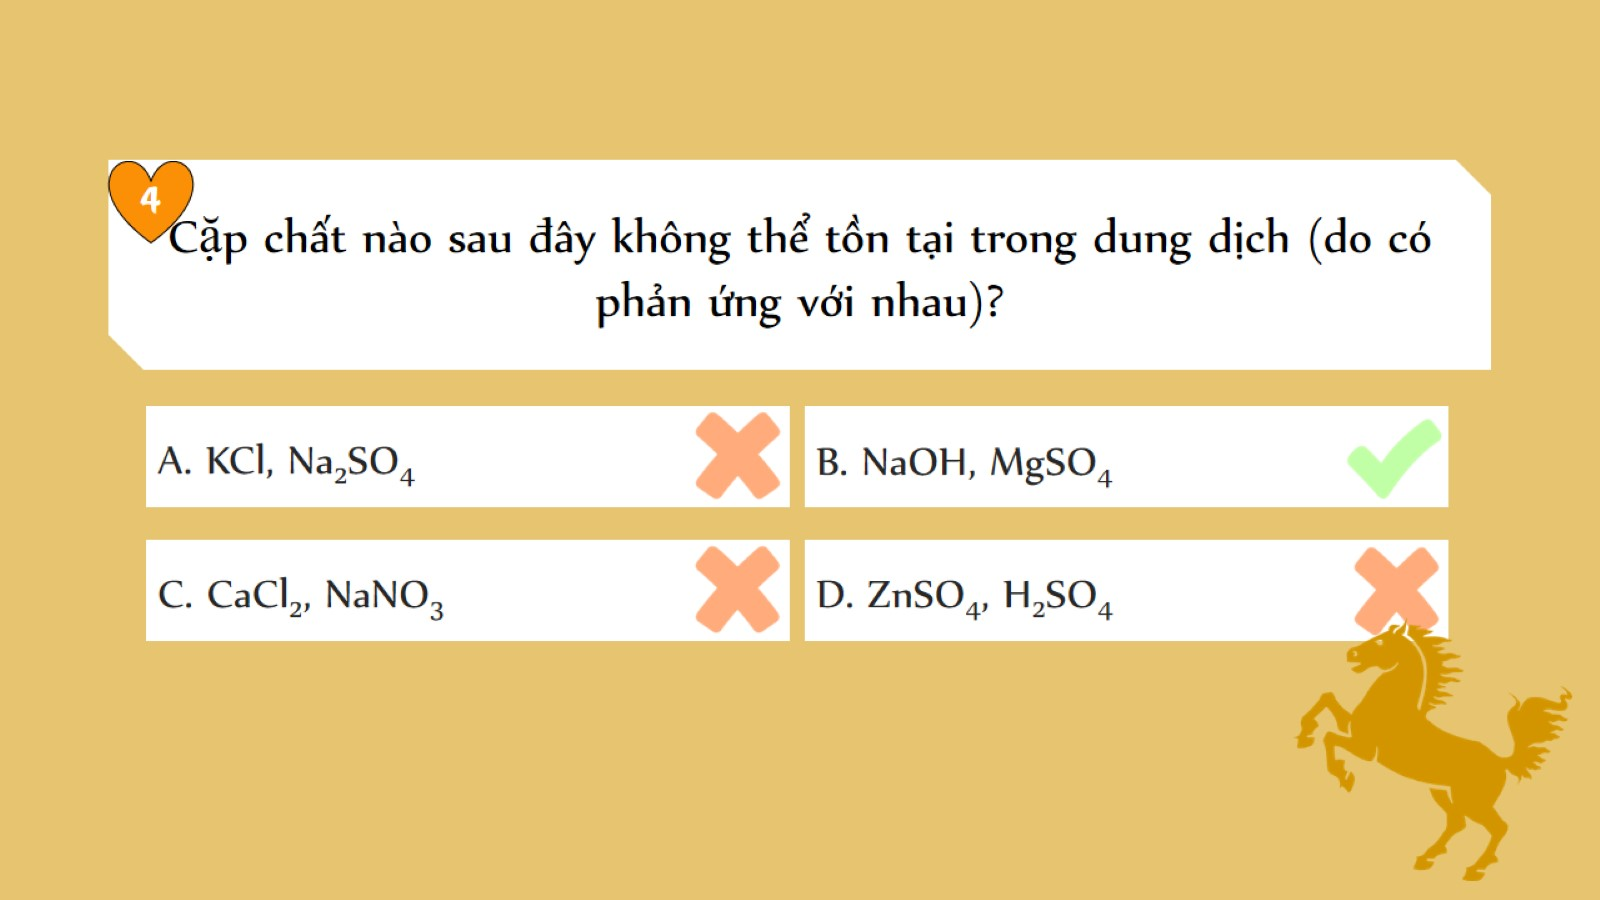 4
Cặp chất nào sau đây không thể tồn tại trong dung dịch (do có
phản ứng với nhau)?
A. KCl, Na₂SO₄
B. NaOH, MgSO₄
C. CaCl₂, NaNO₃
D. ZnSO₄, H₂SO₄